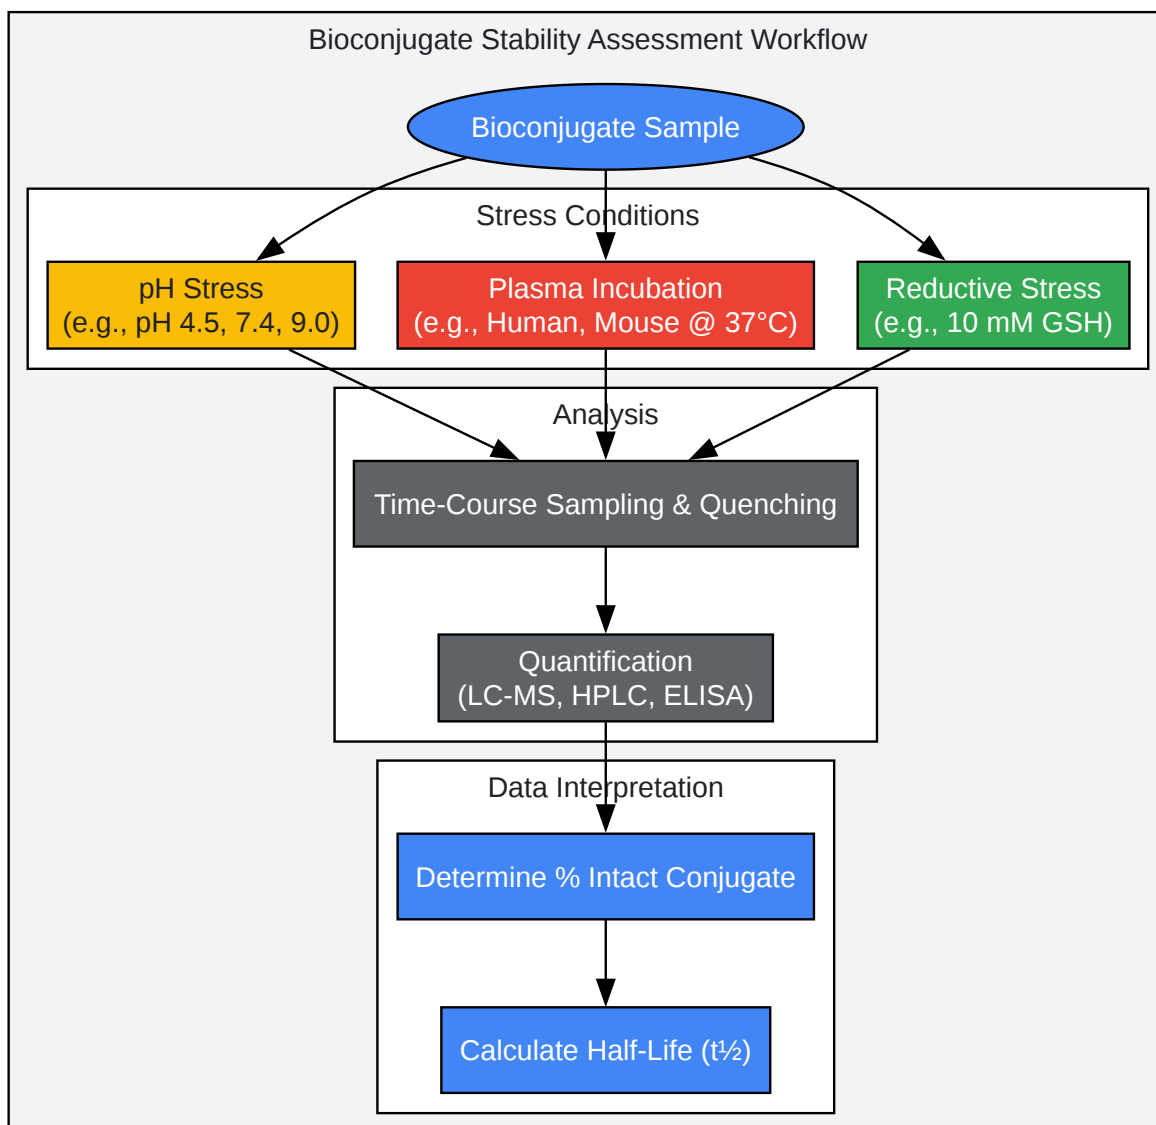 Bioconjugate Stability Assessment Workflow
Bioconjugate Sample
Stress Conditions
pH Stress
(e.g., pH 4.5, 7.4, 9.0)
Plasma Incubation
(e.g., Human, Mouse @ 37°C)
Reductive Stress
(e.g., 10 mM GSH)
Analysis
Time-Course Sampling & Quenching
Quantification
(LC-MS, HPLC, ELISA)
Data Interpretation
Determine % Intact Conjugate
Calculate Half-Life (t½)